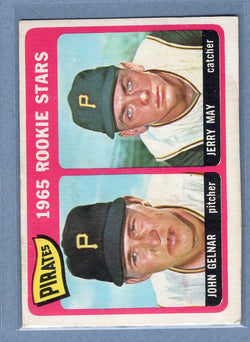 1965 ROOKIE STARS
PIRATES
P
JERRY MAY catcher
P
JOHN GELNAR pitcher